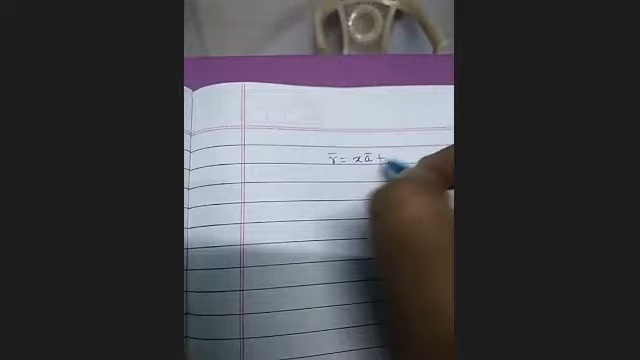 r̄ = xā +